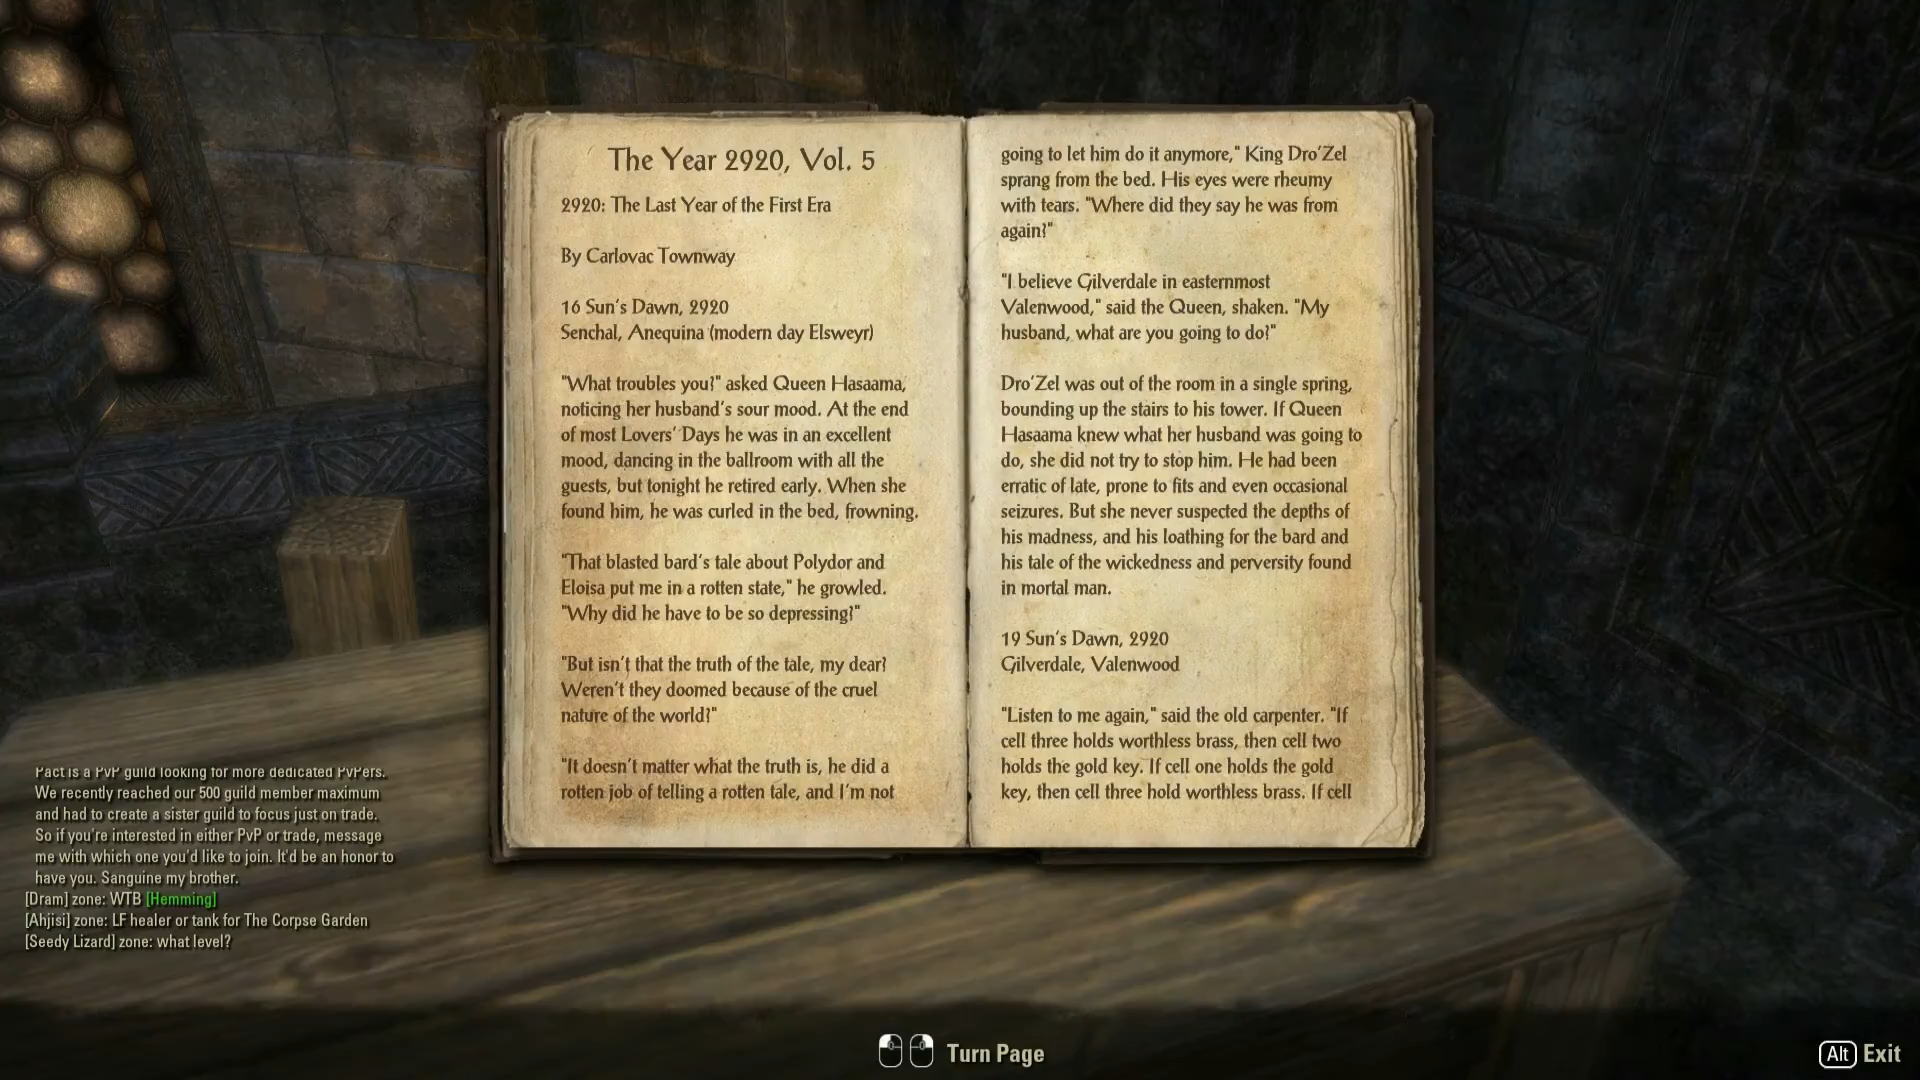 The Year 2920, Vol. 5
2920: The Last Year of the First Era
By Carlovac Townway
16 Sun's Dawn, 2920
Senchal, Anequina (modern day Elsweyr)
"What troubles you?" asked Queen Hasaama,
noticing her husband's sour mood. At the end
of most Lovers' Days he was in an excellent
mood, dancing in the ballroom with all the
guests, but tonight he retired early. When she
found him, he was curled in the bed, frowning.
"That blasted bard's tale about Polydor and
Eloisa put me in a rotten state," he growled.
"Why did he have to be so depressing?"
"But isn't that the truth of the tale, my dear?
Weren't they doomed because of the cruel
nature of the world?"
"It doesn't matter what the truth is, he did a
rotten job of telling a rotten tale, and I'm not
going to let him do it anymore," King Dro'Zel
sprang from the bed. His eyes were rheumy
with tears. "Where did they say he was from
again?"
"I believe Gilverdale in easternmost
Valenwood," said the Queen, shaken. "My
husband, what are you going to do?"
Dro'Zel was out of the room in a single spring,
bounding up the stairs to his tower. If Queen
Hasaama knew what her husband was going to
do, she did not try to stop him. He had been
erratic of late, prone to fits and even occasional
seizures. But she never suspected the depths of
his madness, and his loathing for the bard and
his tale of the wickedness and perversity found
in mortal man.
19 Sun's Dawn, 2920
Gilverdale, Valenwood
"Listen to me again," said the old carpenter. "If
cell three holds worthless brass, then cell two
holds the gold key. If cell one holds the gold
key, then cell three hold worthless brass. If cell
Pact is a PvP guild looking for more dedicated PvPers.
We recently reached our 500 guild member maximum
and had to create a sister guild to focus just on trade.
So if you're interested in either PvP or trade, message
me with which one you'd like to join. It'd be an honor to
have you. Sanguine my brother.
[Dram] zone: WTB [Hemming]
[Ahjisi] zone: LF healer or tank for The Corpse Garden
[Seedy Lizard] zone: what level?
Turn Page
Alt Exit